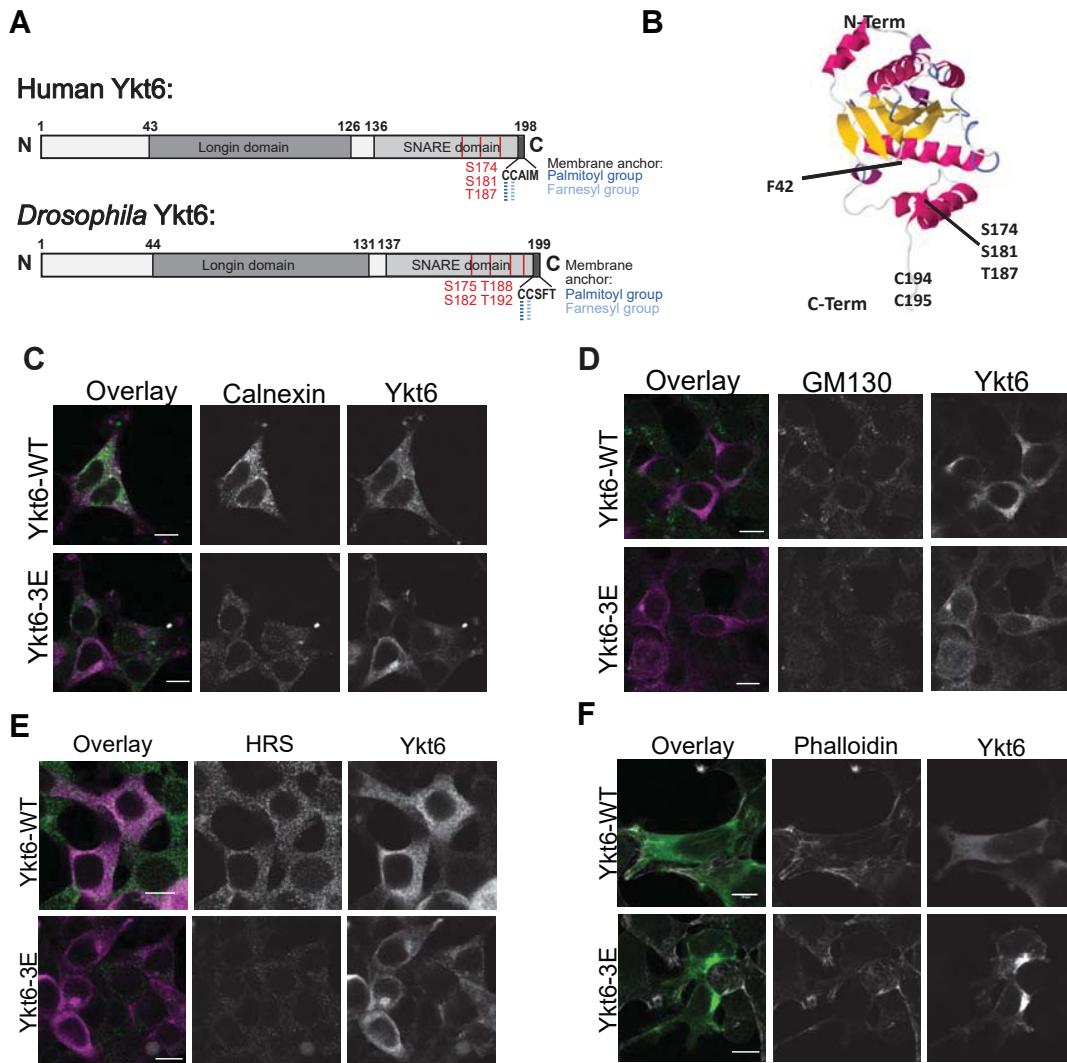 A
Human Ykt6:
1 43 126 136 198
N Longin domain SNARE domain C
S174
S181
T187
CCAIM
Membrane anchor:
Palmitoyl group
Farnesyl group
Drosophila Ykt6:
1 44 131 137 199
N Longin domain SNARE domain C
S175 T188
S182 T192
CCSFT
Membrane
anchor:
Palmitoyl group
Farnesyl group
B
N-Term
F42
S174
S181
T187
C194
C195
C-Term
C
Overlay Calnexin Ykt6
Ykt6-WT
Ykt6-3E
D
Overlay GM130 Ykt6
Ykt6-WT
Ykt6-3E
E
Overlay HRS Ykt6
Ykt6-WT
Ykt6-3E
F
Overlay Phalloidin Ykt6
Ykt6-WT
Ykt6-3E